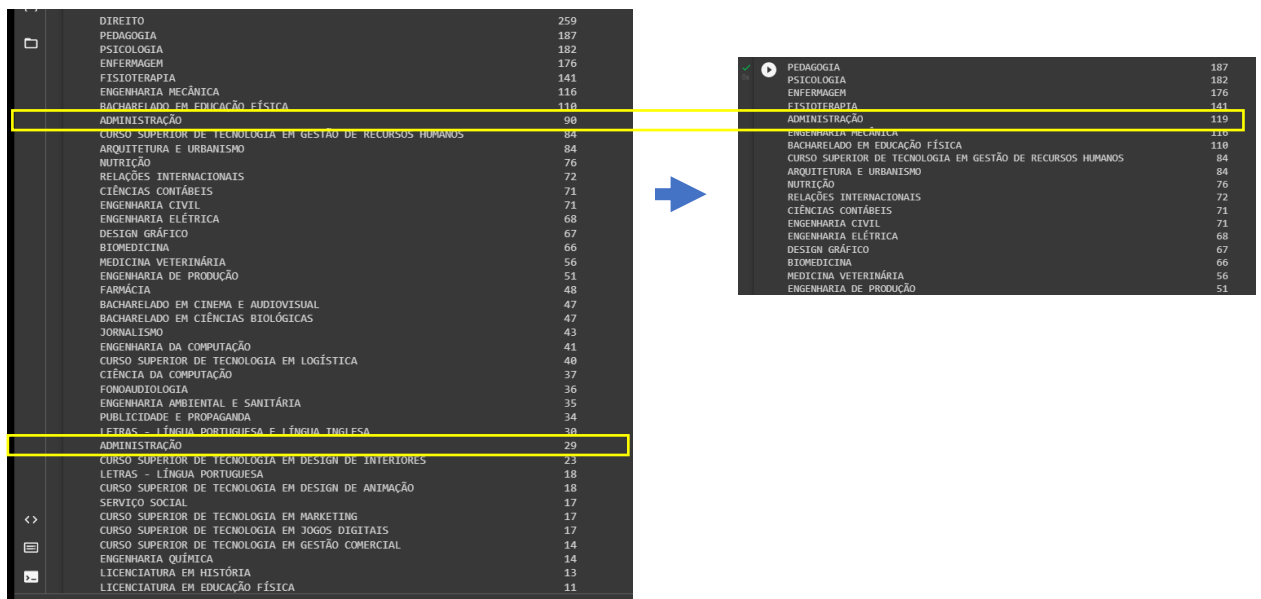 DIREITO 259
PEDAGOGIA 187
PSICOLOGIA 182
ENFERMAGEM 176
FISIOTERAPIA 141
ENGENHARIA MECÂNICA 116
BACHARELADO EM EDUCAÇÃO FÍSICA 110
ADMINISTRAÇÃO 90
CURSO SUPERIOR DE TECNOLOGIA EM GESTÃO DE RECURSOS HUMANOS 84
ARQUITETURA E URBANISMO 84
NUTRIÇÃO 76
RELAÇÕES INTERNACIONAIS 72
CIÊNCIAS CONTÁBEIS 71
ENGENHARIA CIVIL 71
ENGENHARIA ELÉTRICA 68
DESIGN GRÁFICO 67
BIOMEDICINA 66
MEDICINA VETERINÁRIA 56
ENGENHARIA DE PRODUÇÃO 51
FARMÁCIA 48
BACHARELADO EM CINEMA E AUDIOVISUAL 47
BACHARELADO EM CIÊNCIAS BIOLÓGICAS 47
JORNALISMO 43
ENGENHARIA DA COMPUTAÇÃO 41
CURSO SUPERIOR DE TECNOLOGIA EM LOGÍSTICA 40
CIÊNCIA DA COMPUTAÇÃO 37
FONOAUDIOLOGIA 36
ENGENHARIA AMBIENTAL E SANITÁRIA 35
PUBLICIDADE E PROPAGANDA 34
LETRAS - LÍNGUA PORTUGUESA E LÍNGUA INGLESA 30
ADMINISTRAÇÃO 29
CURSO SUPERIOR DE TECNOLOGIA EM DESIGN DE INTERIORES 23
LETRAS - LÍNGUA PORTUGUESA 18
CURSO SUPERIOR DE TECNOLOGIA EM DESIGN DE ANIMAÇÃO 18
SERVIÇO SOCIAL 17
CURSO SUPERIOR DE TECNOLOGIA EM MARKETING 17
CURSO SUPERIOR DE TECNOLOGIA EM JOGOS DIGITAIS 17
CURSO SUPERIOR DE TECNOLOGIA EM GESTÃO COMERCIAL 14
ENGENHARIA QUÍMICA 14
LICENCIATURA EM HISTÓRIA 13
LICENCIATURA EM EDUCAÇÃO FÍSICA 11
PEDAGOGIA 187
PSICOLOGIA 182
ENFERMAGEM 176
FISIOTERAPIA 141
ADMINISTRAÇÃO 119
ENGENHARIA MECÂNICA 116
BACHARELADO EM EDUCAÇÃO FÍSICA 110
CURSO SUPERIOR DE TECNOLOGIA EM GESTÃO DE RECURSOS HUMANOS 84
ARQUITETURA E URBANISMO 84
NUTRIÇÃO 76
RELAÇÕES INTERNACIONAIS 72
CIÊNCIAS CONTÁBEIS 71
ENGENHARIA CIVIL 71
ENGENHARIA ELÉTRICA 68
DESIGN GRÁFICO 67
BIOMEDICINA 66
MEDICINA VETERINÁRIA 56
ENGENHARIA DE PRODUÇÃO 51